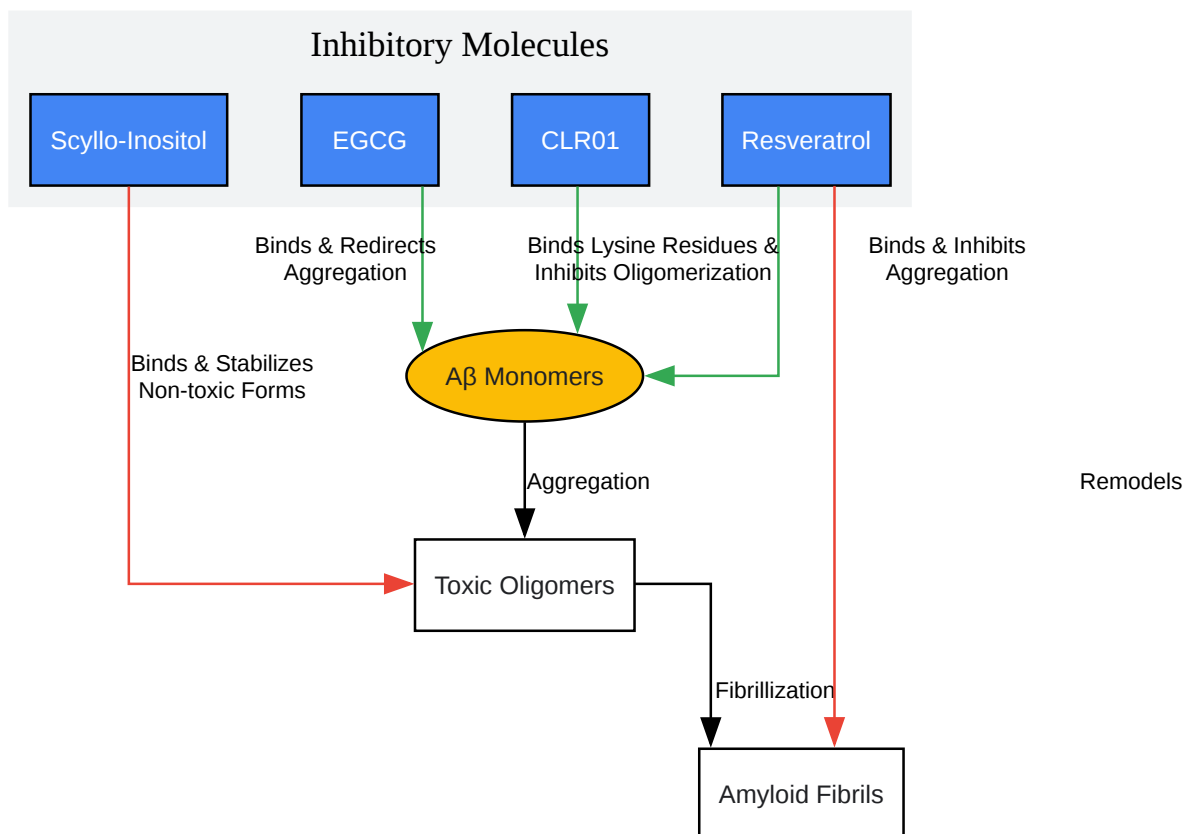 Inhibitory Molecules
Scyllo-Inositol
EGCG
CLR01
Resveratrol
Binds & Redirects
Aggregation
Binds Lysine Residues &
Inhibits Oligomerization
Binds & Inhibits
Aggregation
Binds & Stabilizes
Non-toxic Forms
Aβ Monomers
Aggregation
Remodels
Toxic Oligomers
Fibrillization
Amyloid Fibrils